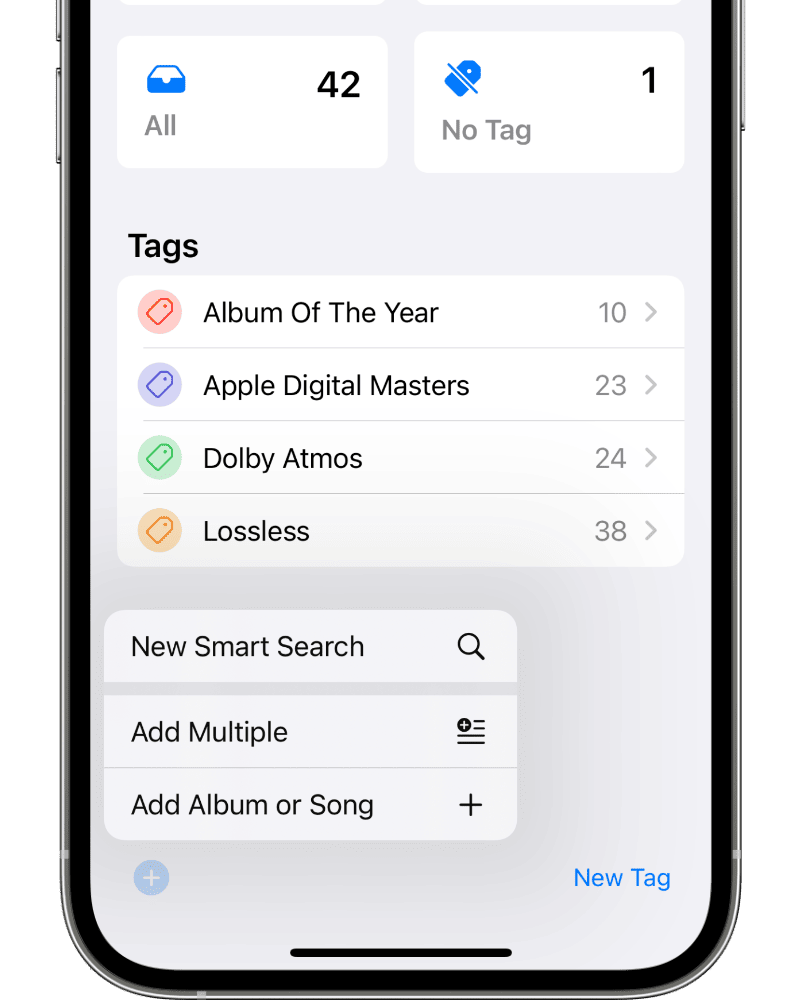 42
All
1
No Tag
Tags
Album Of The Year 10
Apple Digital Masters 23
Dolby Atmos 24
Lossless 38
New Smart Search
Add Multiple
Add Album or Song
New Tag